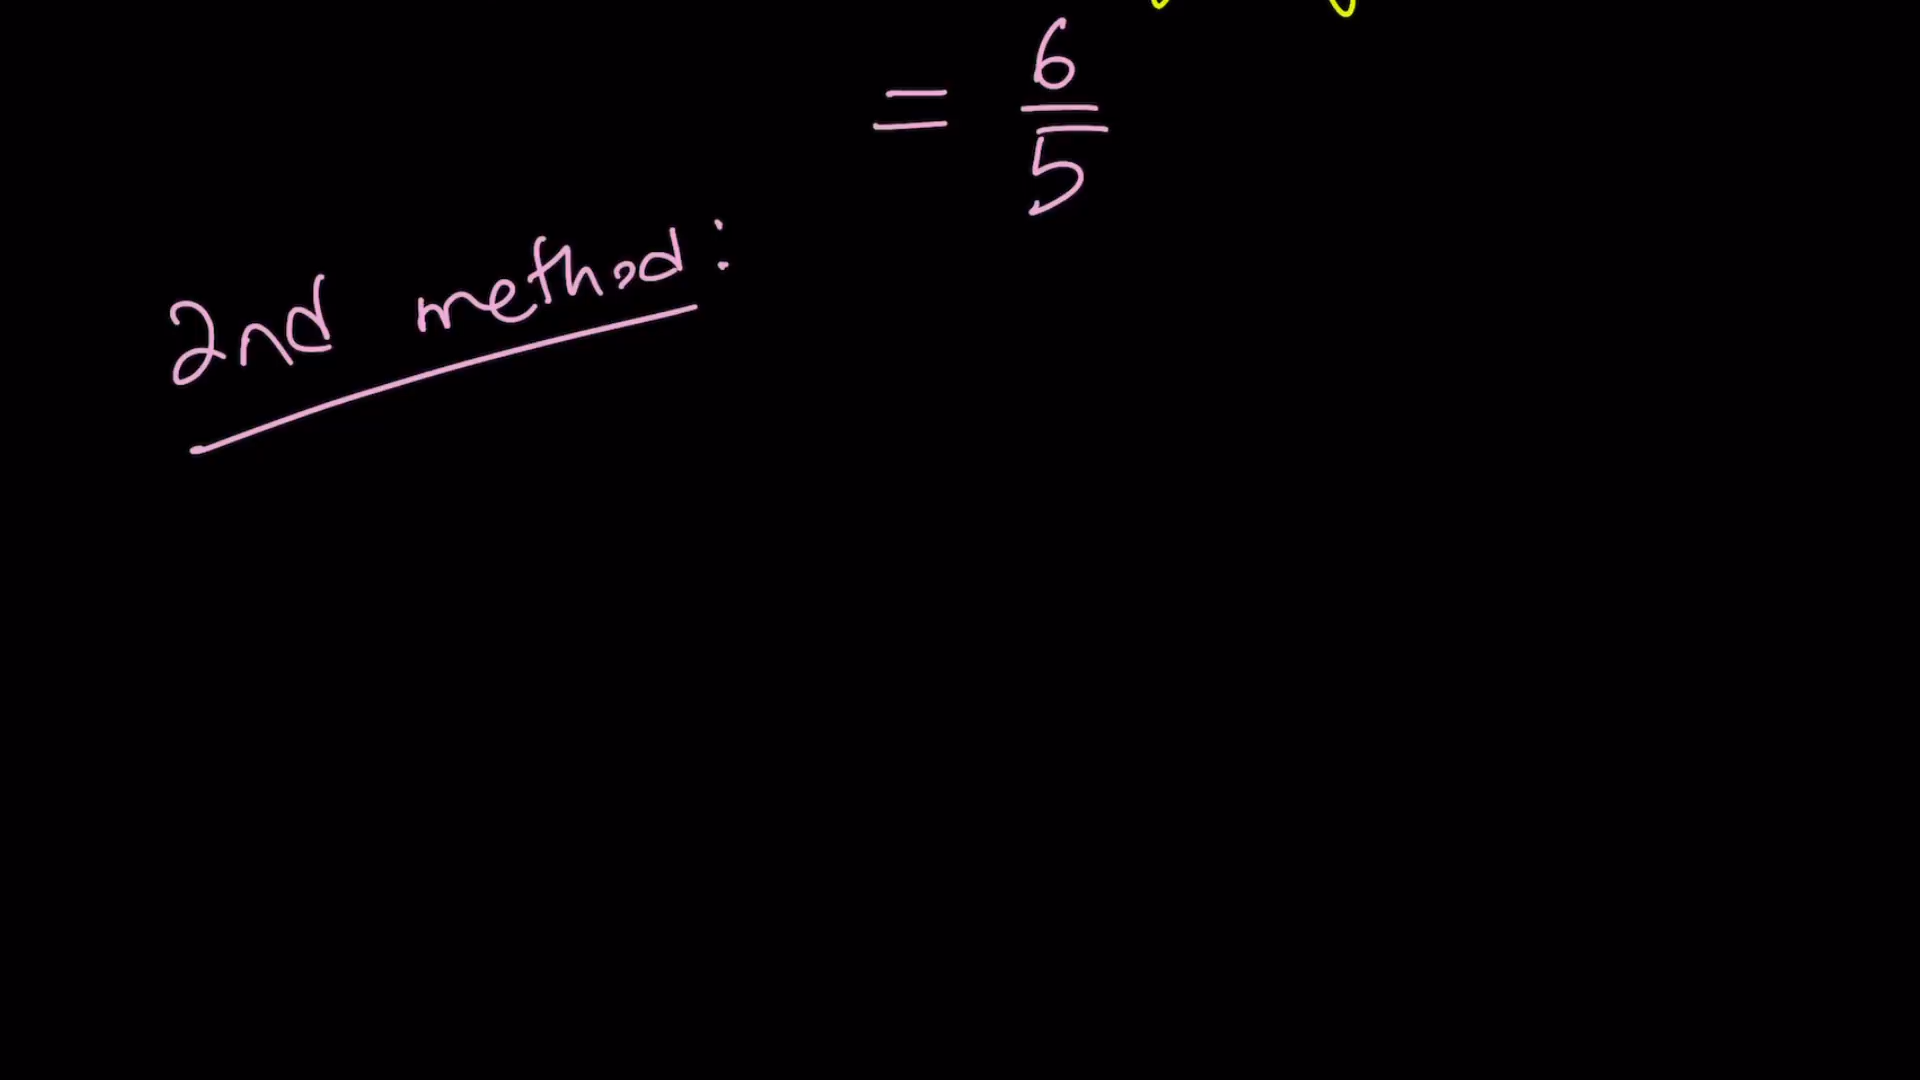 = 6/5
2nd method: